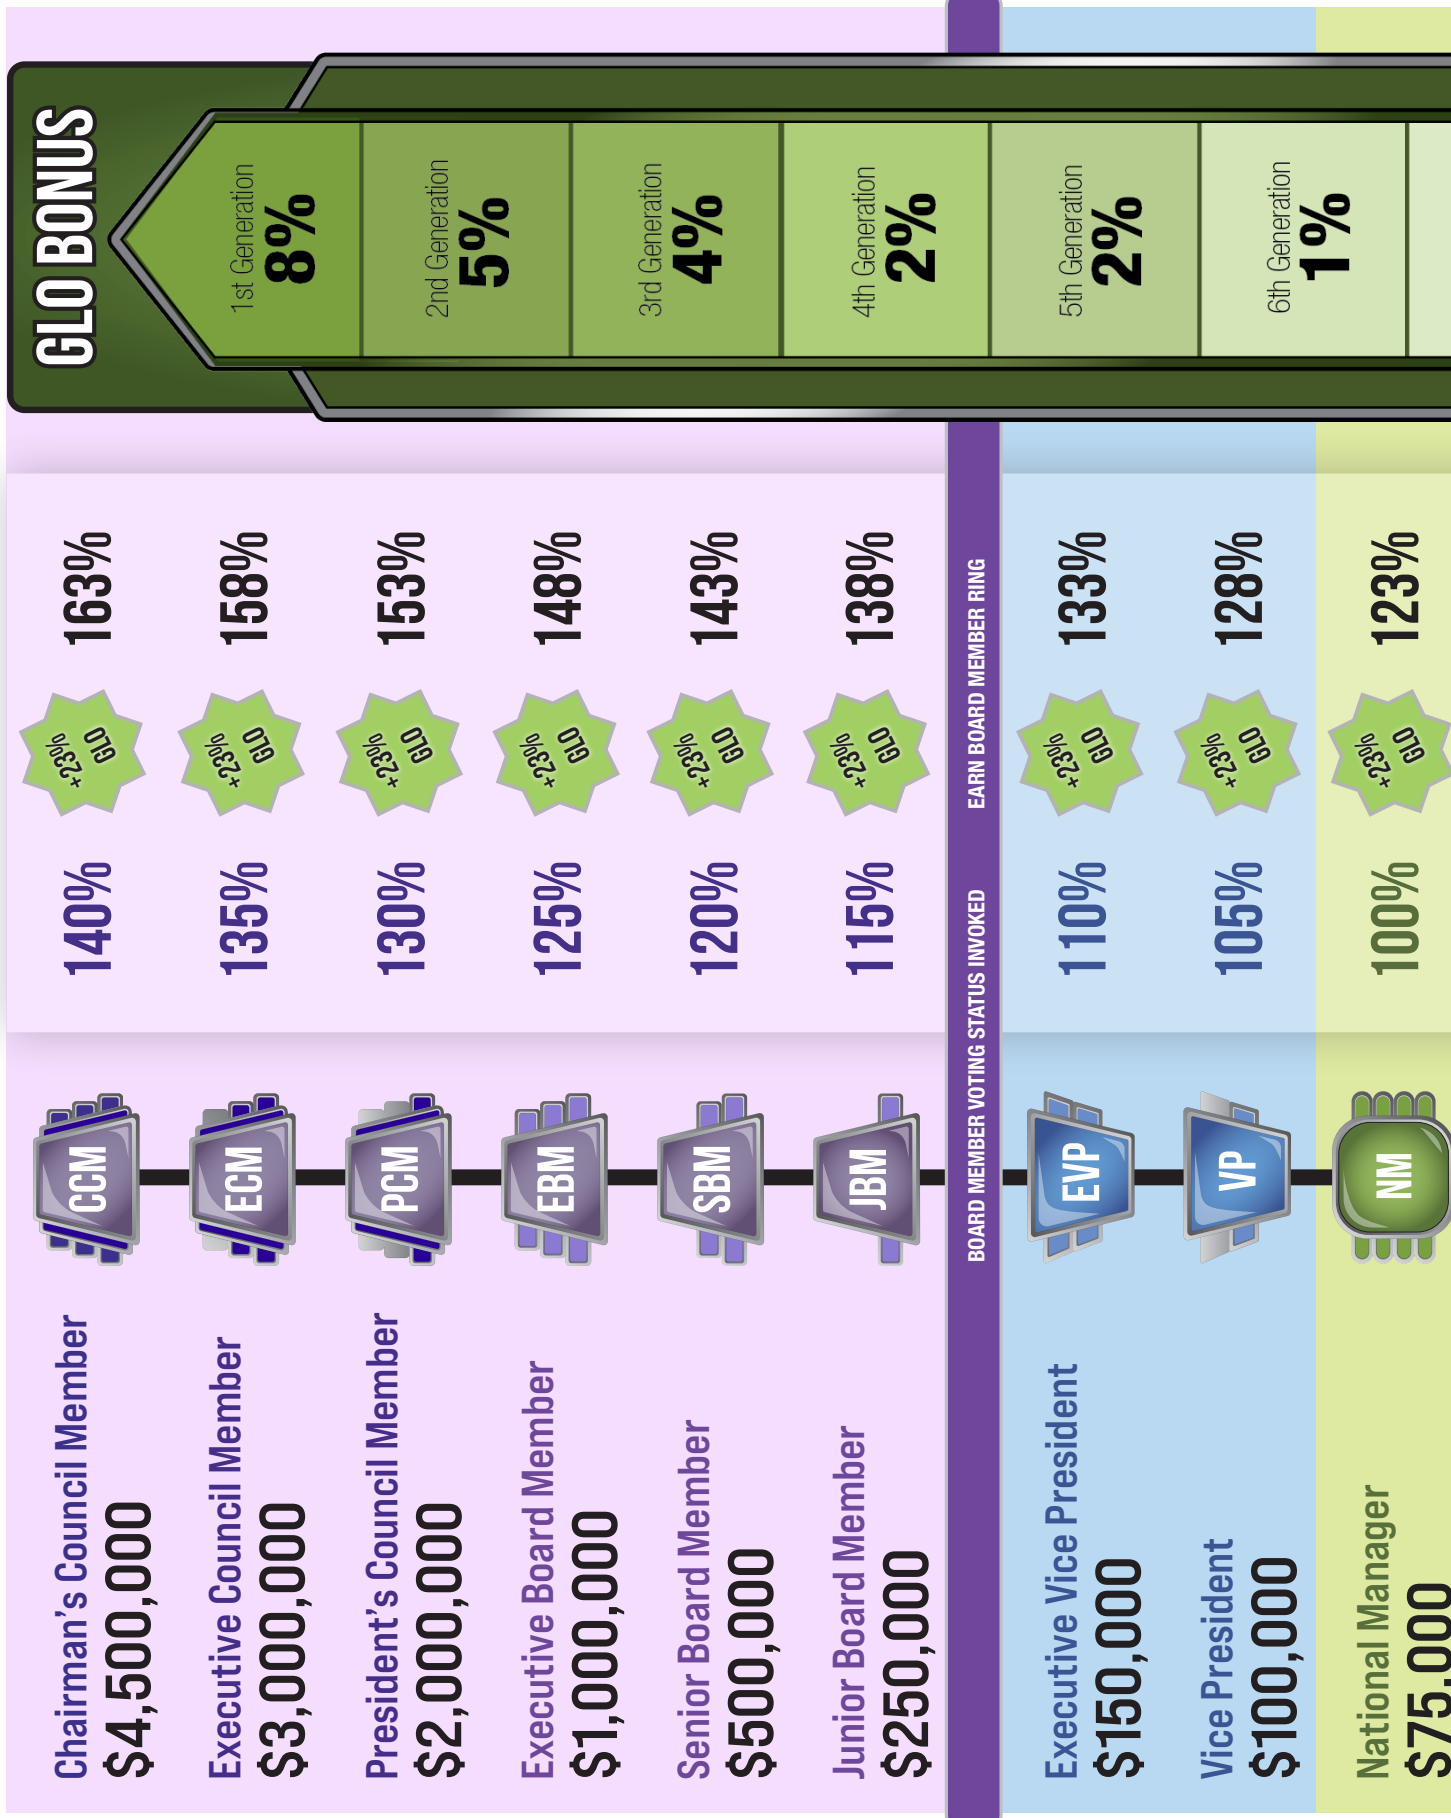 Chairman’s Council Member
$4,500,000
CCM
140%
+23%
GLO
163%
Executive Council Member
$3,000,000
ECM
135%
+23%
GLO
158%
President’s Council Member
$2,000,000
PCM
130%
+23%
GLO
153%
Executive Board Member
$1,000,000
EBM
125%
+23%
GLO
148%
Senior Board Member
$500,000
SBM
120%
+23%
GLO
143%
Junior Board Member
$250,000
JBM
115%
+23%
GLO
138%
BOARD MEMBER VOTING STATUS INVOKED EARN BOARD MEMBER RING
Executive Vice President
$150,000
EVP
110%
+23%
GLO
133%
Vice President
$100,000
VP
105%
+23%
GLO
128%
National Manager
$75,000
NM
100%
+23%
GLO
123%
GLO BONUS
1st Generation
8%
2nd Generation
5%
3rd Generation
4%
4th Generation
2%
5th Generation
2%
6th Generation
1%